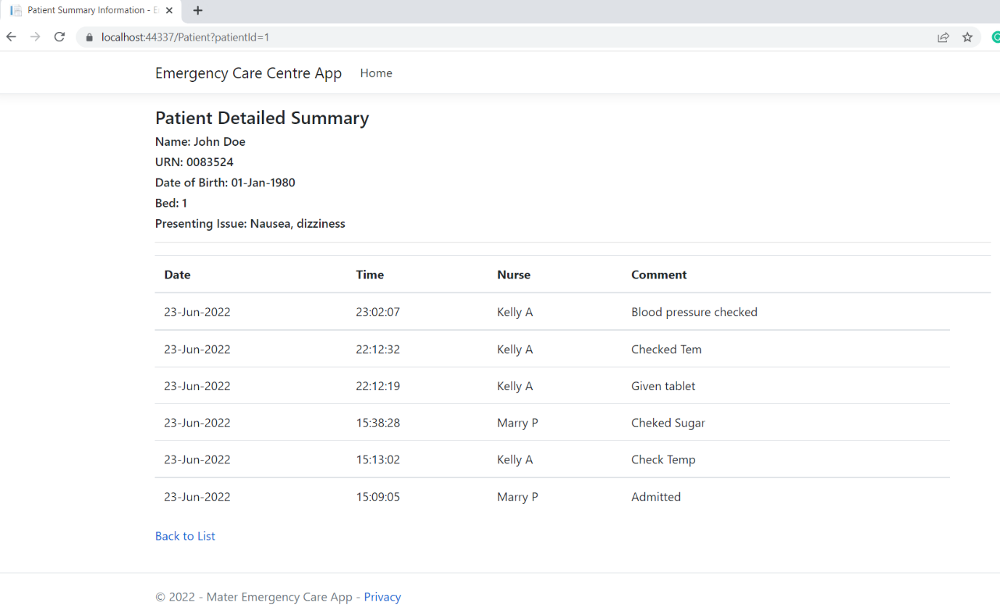 Patient Summary Information - E
localhost:44337/Patient?patientId=1
Emergency Care Centre App Home
Patient Detailed Summary
Name: John Doe
URN: 0083524
Date of Birth: 01-Jan-1980
Bed: 1
Presenting Issue: Nausea, dizziness
Date Time Nurse Comment
23-Jun-2022 23:02:07 Kelly A Blood pressure checked
23-Jun-2022 22:12:32 Kelly A Checked Tem
23-Jun-2022 22:12:19 Kelly A Given tablet
23-Jun-2022 15:38:28 Marry P Cheked Sugar
23-Jun-2022 15:13:02 Kelly A Check Temp
23-Jun-2022 15:09:05 Marry P Admitted
Back to List
© 2022 - Mater Emergency Care App - Privacy